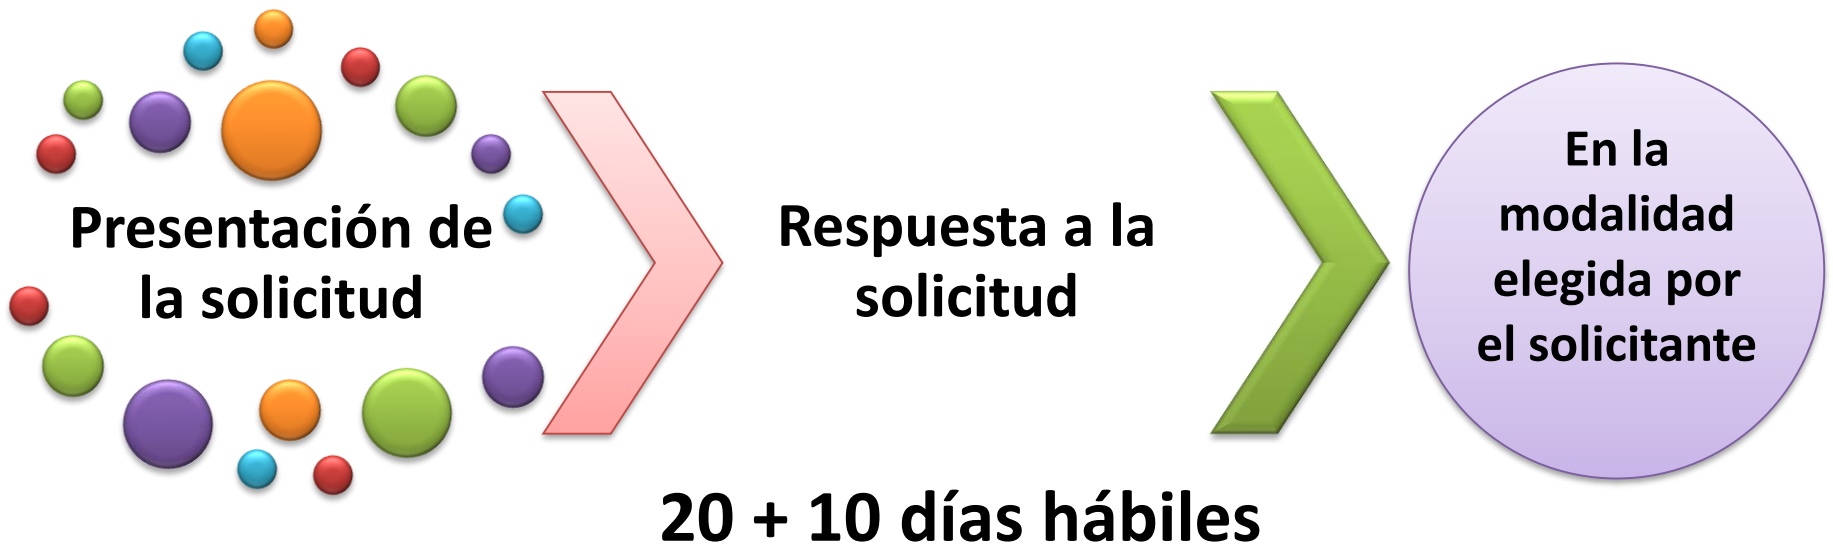 Presentación de
la solicitud
Respuesta a la
solicitud
En la
modalidad
elegida por
el solicitante
20 + 10 días hábiles